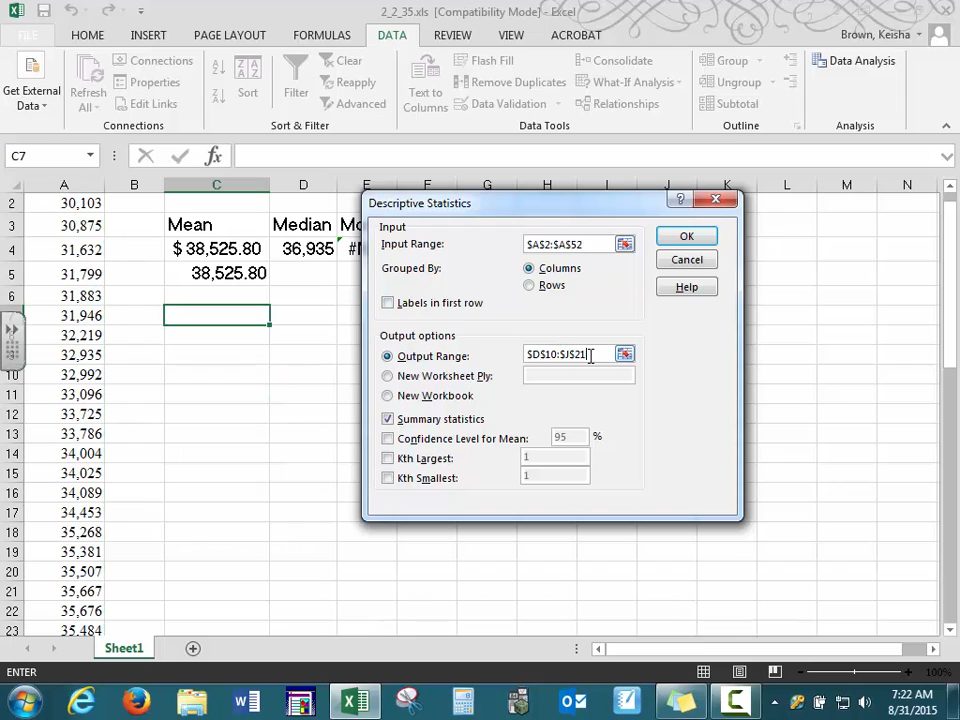 2_2_35.xls [Compatibility Mode] - Excel
FILE HOME INSERT PAGE LAYOUT FORMULAS DATA REVIEW VIEW ACROBAT Brown, Keisha
Get External Data
Refresh All
Connections
Properties
Edit Links
Connections
Sort
Filter
Clear
Reapply
Advanced
Sort & Filter
Text to Columns
Flash Fill
Remove Duplicates
Data Validation
Consolidate
What-If Analysis
Relationships
Data Tools
Group
Ungroup
Subtotal
Outline
Data Analysis
Analysis
C7
A B C D E F G H I J K L M N
2 30,103
3 30,875 Mean Median Mo
4 31,632 $ 38,525.80 36,935 #N
5 31,799 38,525.80
6 31,883
31,946
32,219
32,935
10 32,992
11 33,096
12 33,725
13 33,786
14 34,004
15 34,025
16 34,089
17 34,453
18 35,268
19 35,381
20 35,507
21 35,667
22 35,676
23 35,484
Descriptive Statistics
Input
Input Range: $A$2:$A$52
Grouped By: Columns
Rows
Labels in first row
Output options
Output Range: $D$10:$J$21
New Worksheet Ply:
New Workbook
Summary statistics
Confidence Level for Mean: 95 %
Kth Largest: 1
Kth Smallest: 1
OK
Cancel
Help
Sheet1
ENTER 100%
7:22 AM
8/31/2015